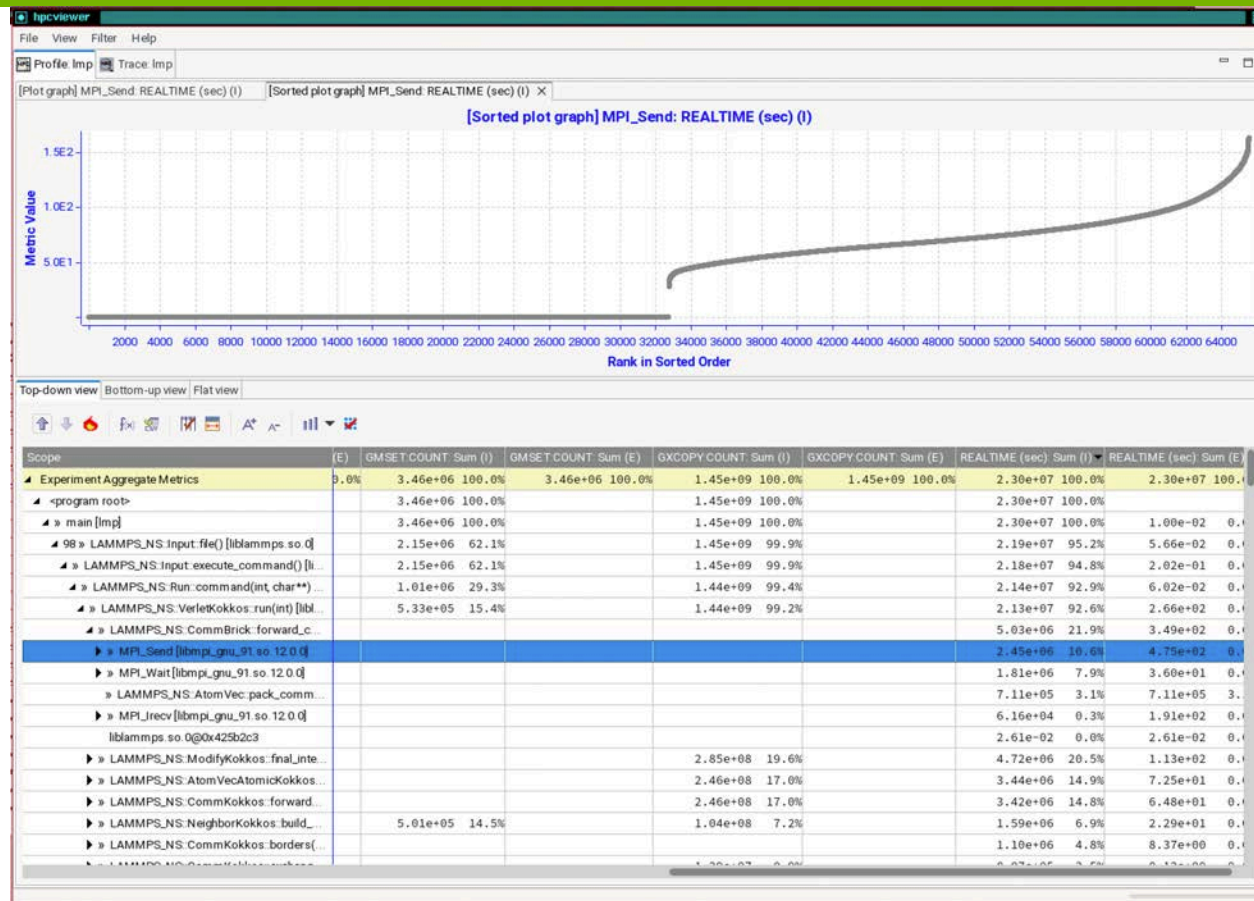 hpcviewer
File View Filter Help
Profile: lmp Trace: lmp
[Plot graph] MPI_Send: REALTIME (sec) (I) [Sorted plot graph] MPI_Send: REALTIME (sec) (I)
[Sorted plot graph] MPI_Send: REALTIME (sec) (I)
Metric Value
1.5E2
1.0E2
5.0E1
2000 4000 6000 8000 10000 12000 14000 16000 18000 20000 22000 24000 26000 28000 30000 32000 34000 36000 38000 40000 42000 44000 46000 48000 50000 52000 54000 56000 58000 60000 62000 64000
Rank in Sorted Order
Top-down view Bottom-up view Flat view
Scope (E) GMSET:COUNT: Sum (I) GMSET:COUNT: Sum (E) GXCOPY:COUNT: Sum (I) GXCOPY:COUNT: Sum (E) REALTIME (sec): Sum (I) REALTIME (sec): Sum (E)
Experiment Aggregate Metrics 0.0% 3.46e+06 100.0% 3.46e+06 100.0% 1.45e+09 100.0% 1.45e+09 100.0% 2.30e+07 100.0% 2.30e+07 100.
<program root> 3.46e+06 100.0% 1.45e+09 100.0% 2.30e+07 100.0%
» main [lmp] 3.46e+06 100.0% 1.45e+09 100.0% 2.30e+07 100.0% 1.00e-02 0.
98 » LAMMPS_NS::Input::file() [liblammps.so.0] 2.15e+06 62.1% 1.45e+09 99.9% 2.19e+07 95.2% 5.66e-02 0.
» LAMMPS_NS::Input::execute_command() [li... 2.15e+06 62.1% 1.45e+09 99.9% 2.18e+07 94.8% 2.02e-01 0.
» LAMMPS_NS::Run::command(int, char**) ... 1.01e+06 29.3% 1.44e+09 99.4% 2.14e+07 92.9% 6.02e-02 0.
» LAMMPS_NS::VerletKokkos::run(int) [libl... 5.33e+05 15.4% 1.44e+09 99.2% 2.13e+07 92.6% 2.66e+02 0.
» LAMMPS_NS::CommBrick::forward_c... 5.03e+06 21.9% 3.49e+02 0.
» MPI_Send [libmpi_gnu_91.so.12.0.0] 2.45e+06 10.6% 4.75e+02 0.
» MPI_Wait [libmpi_gnu_91.so.12.0.0] 1.81e+06 7.9% 3.60e+01 0.
» LAMMPS_NS::AtomVec::pack_comm... 7.11e+05 3.1% 7.11e+05 3.
» MPI_Irecv [libmpi_gnu_91.so.12.0.0] 6.16e+04 0.3% 1.91e+02 0.
liblammps.so.0@0x425b2c3 2.61e-02 0.0% 2.61e-02 0.
» LAMMPS_NS::ModifyKokkos::final_inte... 2.85e+08 19.6% 4.72e+06 20.5% 1.13e+02 0.
» LAMMPS_NS::AtomVecAtomicKokkos... 2.46e+08 17.0% 3.44e+06 14.9% 7.25e+01 0.
» LAMMPS_NS::CommKokkos::forward... 2.46e+08 17.0% 3.42e+06 14.8% 6.48e+01 0.
» LAMMPS_NS::NeighborKokkos::build_... 5.01e+05 14.5% 1.04e+08 7.2% 1.59e+06 6.9% 2.29e+01 0.
» LAMMPS_NS::CommKokkos::borders(... 1.10e+06 4.8% 8.37e+00 0.